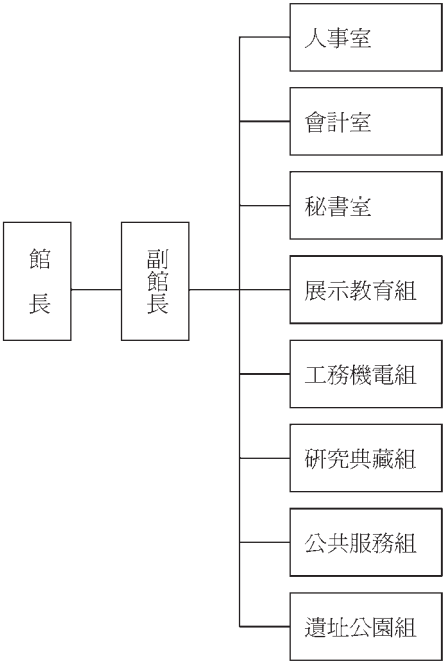 館長
副館長
人事室
會計室
秘書室
展示教育組
工務機電組
研究典藏組
公共服務組
遺址公園組